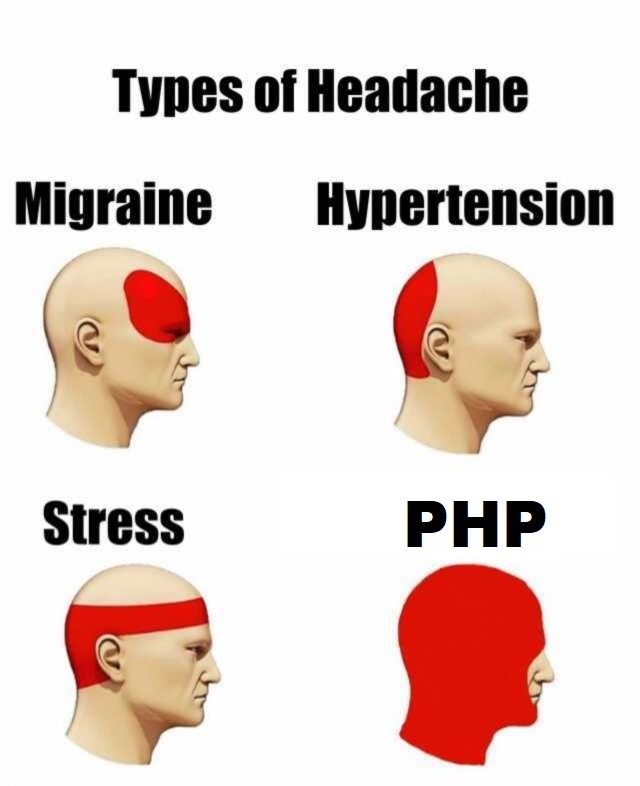 Types of Headache
Migraine
Hypertension
Stress
PHP